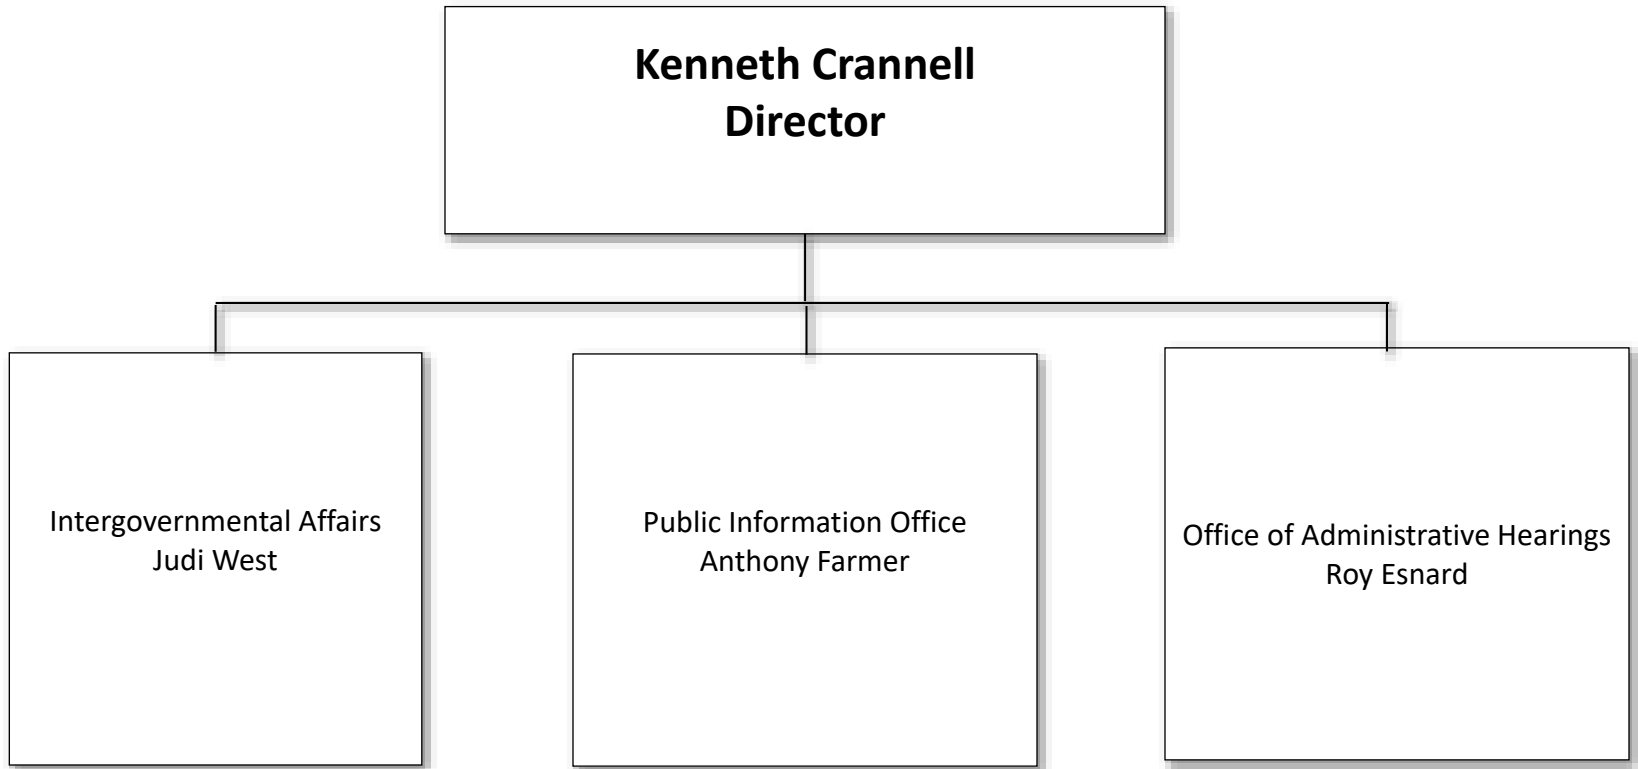 Kenneth Crannell
Director
Intergovernmental Affairs
Judi West
Public Information Office
Anthony Farmer
Office of Administrative Hearings
Roy Esnard